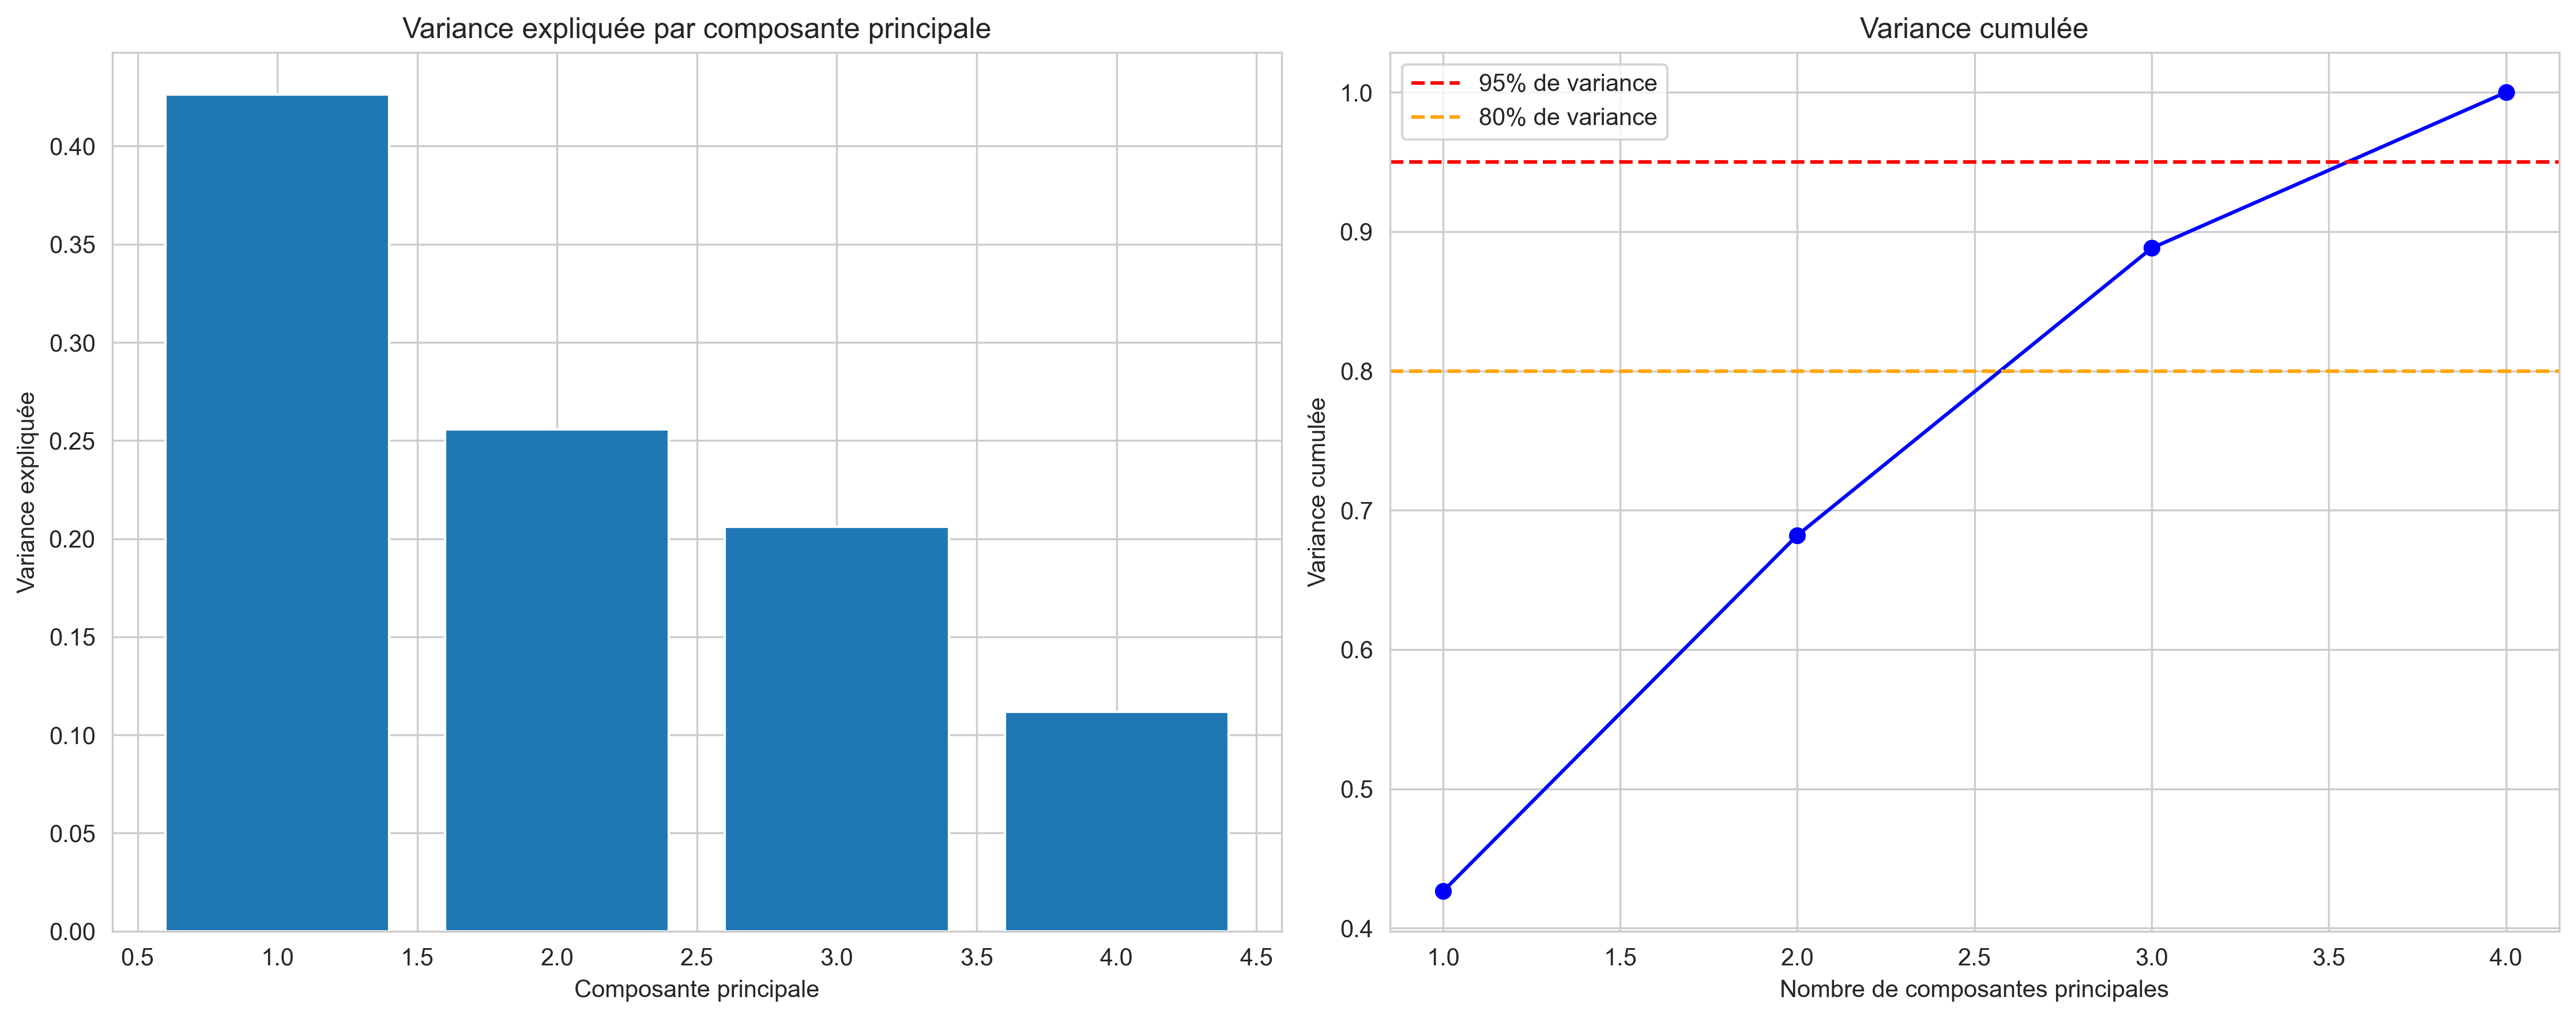 Variance expliquée par composante principale
Variance expliquée
0.40
0.35
0.30
0.25
0.20
0.15
0.10
0.05
0.00
0.5 1.0 1.5 2.0 2.5 3.0 3.5 4.0 4.5
Composante principale
Variance cumulée
95% de variance
80% de variance
Variance cumulée
1.0
0.9
0.8
0.7
0.6
0.5
0.4
1.0 1.5 2.0 2.5 3.0 3.5 4.0
Nombre de composantes principales